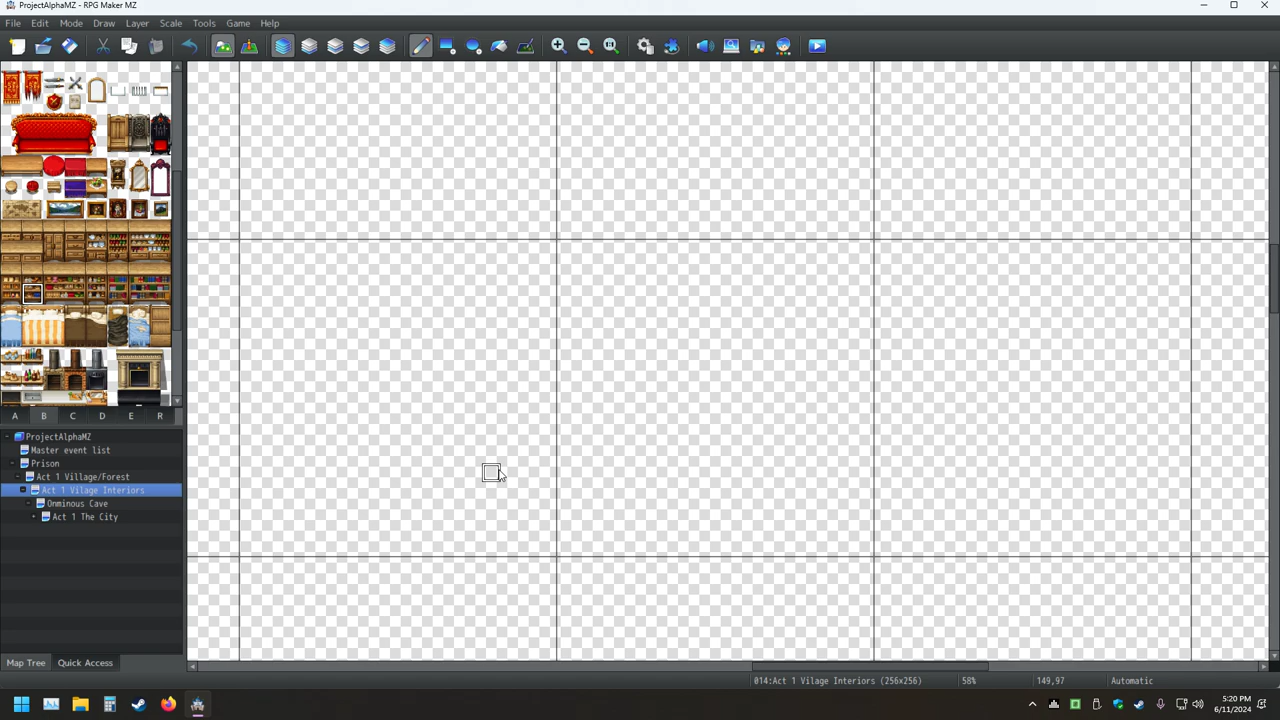 ProjectAlphaMZ - RPG Maker MZ
File Edit Mode Draw Layer Scale Tools Game Help
A B C D E R
ProjectAlphaMZ
Master event list
Prison
Act 1 Village/Forest
Act 1 Vilage Interiors
Onminous Cave
Act 1 The City
Map Tree Quick Access
014:Act 1 Vilage Interiors (256x256) 58% 149,97 Automatic
5:20 PM
6/11/2024